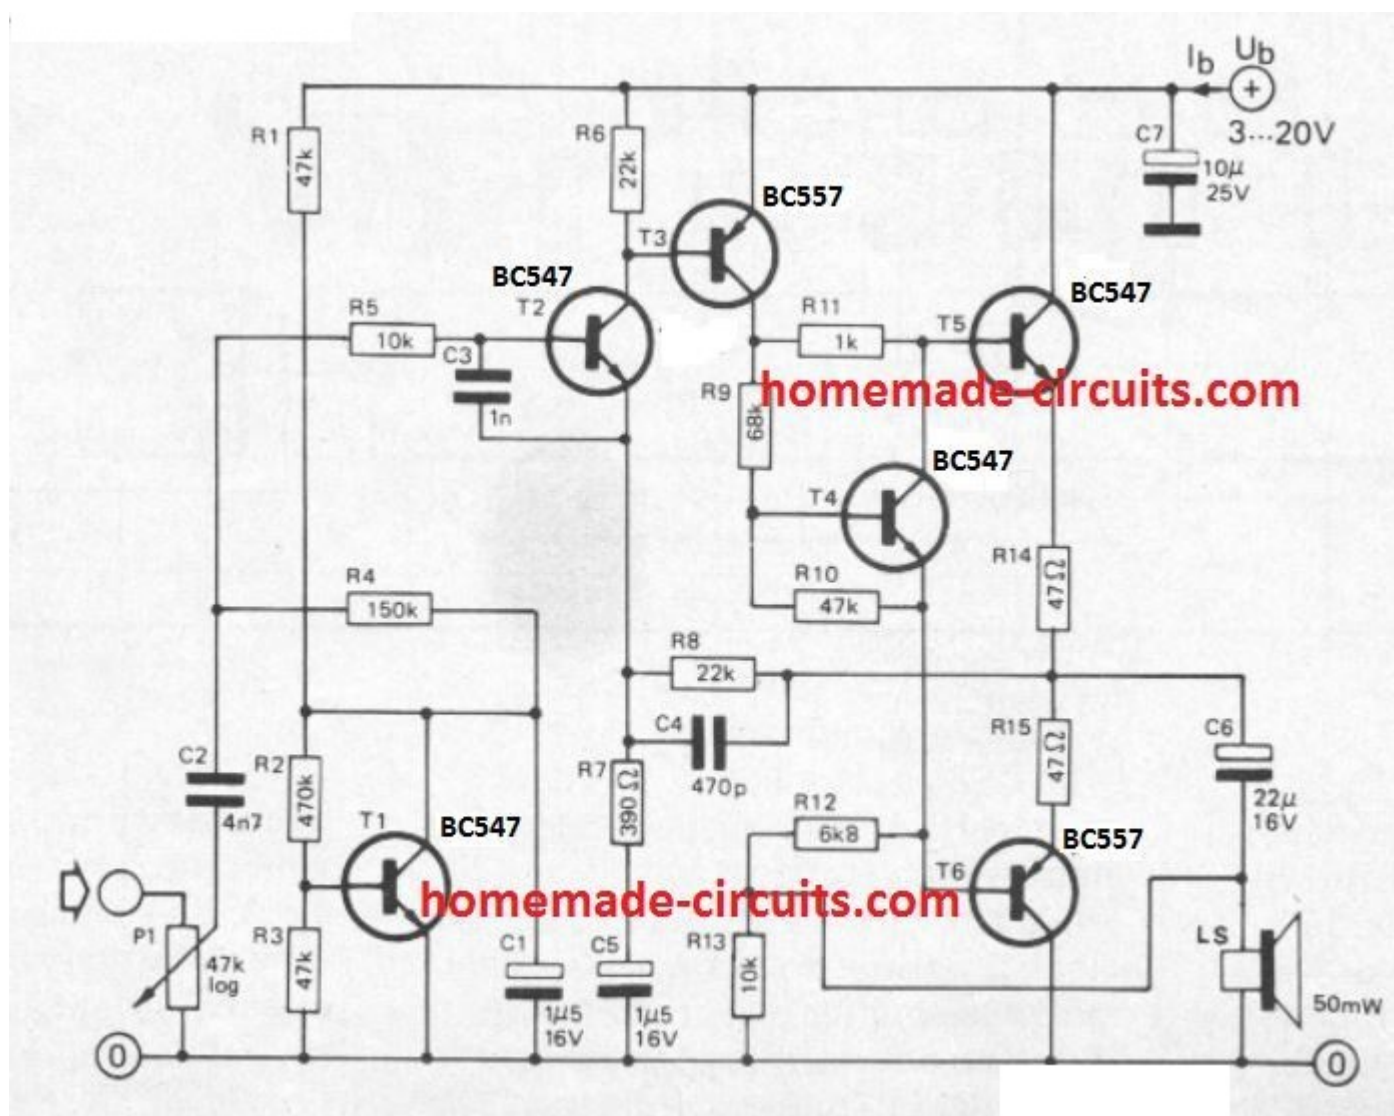 Ib Ub
+
3...20V
R1
47k
R6
22k
C7
10µ
25V
BC557
T3
BC547
T2
R5
10k
C3
1n
R11
1k
T5
BC547
R9
68k
homemade-circuits.com
BC547
T4
R10
47k
R14
47Ω
R4
150k
R8
22k
C4
470p
R15
47Ω
C6
22µ
16V
C2
4n7
R2
470k
T1
BC547
R7
390Ω
R12
6k8
T6
BC557
homemade-circuits.com
P1
47k
log
R3
47k
C1
1µ5
16V
C5
1µ5
16V
R13
10k
LS
50mW
0
0